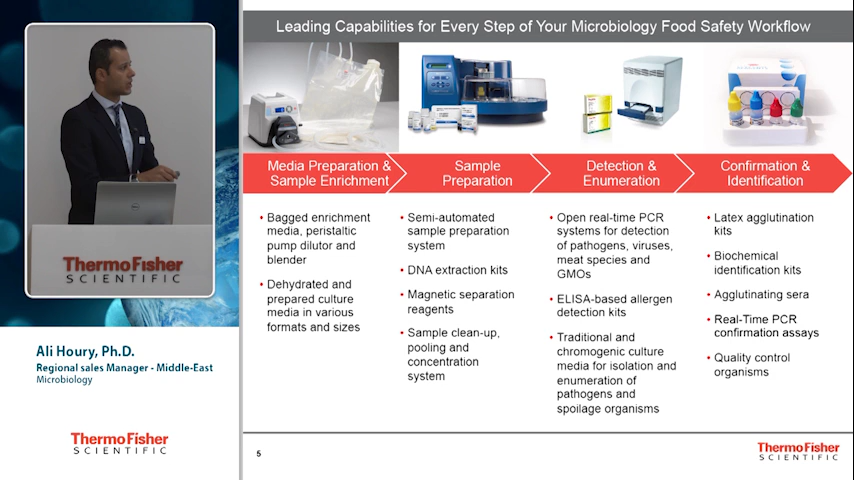 Leading Capabilities for Every Step of Your Microbiology Food Safety Workflow
Media Preparation &
Sample Enrichment
Sample
Preparation
Detection &
Enumeration
Confirmation &
Identification
• Bagged enrichment
media, peristaltic
pump dilutor and
blender
• Dehydrated and
prepared culture
media in various
formats and sizes
• Semi-automated
sample preparation
system
• DNA extraction kits
• Magnetic separation
reagents
• Sample clean-up,
pooling and
concentration
system
• Open real-time PCR
systems for detection
of pathogens, viruses,
meat species and
GMOs
• ELISA-based allergen
detection kits
• Traditional and
chromogenic culture
media for isolation and
enumeration of
pathogens and
spoilage organisms
• Latex agglutination
kits
• Biochemical
identification kits
• Agglutinating sera
• Real-Time PCR
confirmation assays
• Quality control
organisms
ThermoFisher
SCIENTIFIC
Ali Houry, Ph.D.
Regional sales Manager - Middle-East
Microbiology
ThermoFisher
SCIENTIFIC
5
ThermoFisher
SCIENTIFIC